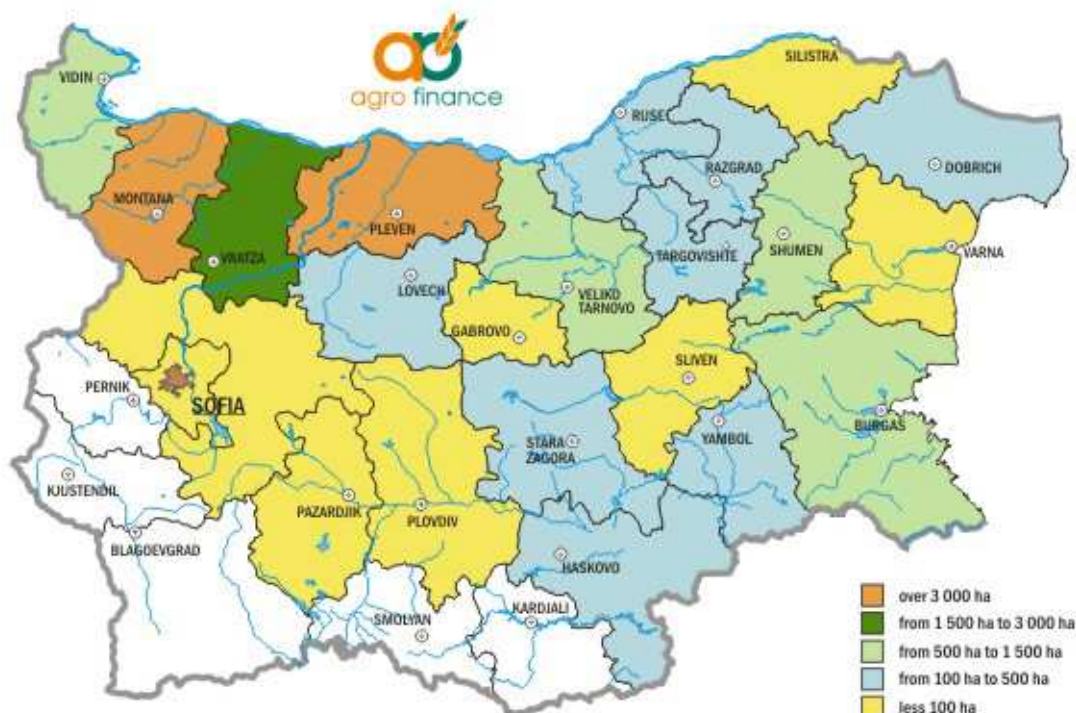 agro finance
VIDIN
SILISTRA
RUSE
MONTANA
PLEVEN
RAZGRAD
DOBRICH
VRATZA
LOVECH
VELIKO
TARNOVO
TARGOVISHTE
SHUMEN
VARNA
GABROVO
SLIVEN
PERNIK
SOFIA
STARA
ZAGORA
YAMBOL
BURGAS
KJUSTENDIL
PAZARDJIK
PLOVDIV
BLAGOEVGRAD
HASKOVO
SMOLYAN
KARDJALI
over 3 000 ha
from 1 500 ha to 3 000 ha
from 500 ha to 1 500 ha
from 100 ha to 500 ha
less 100 ha